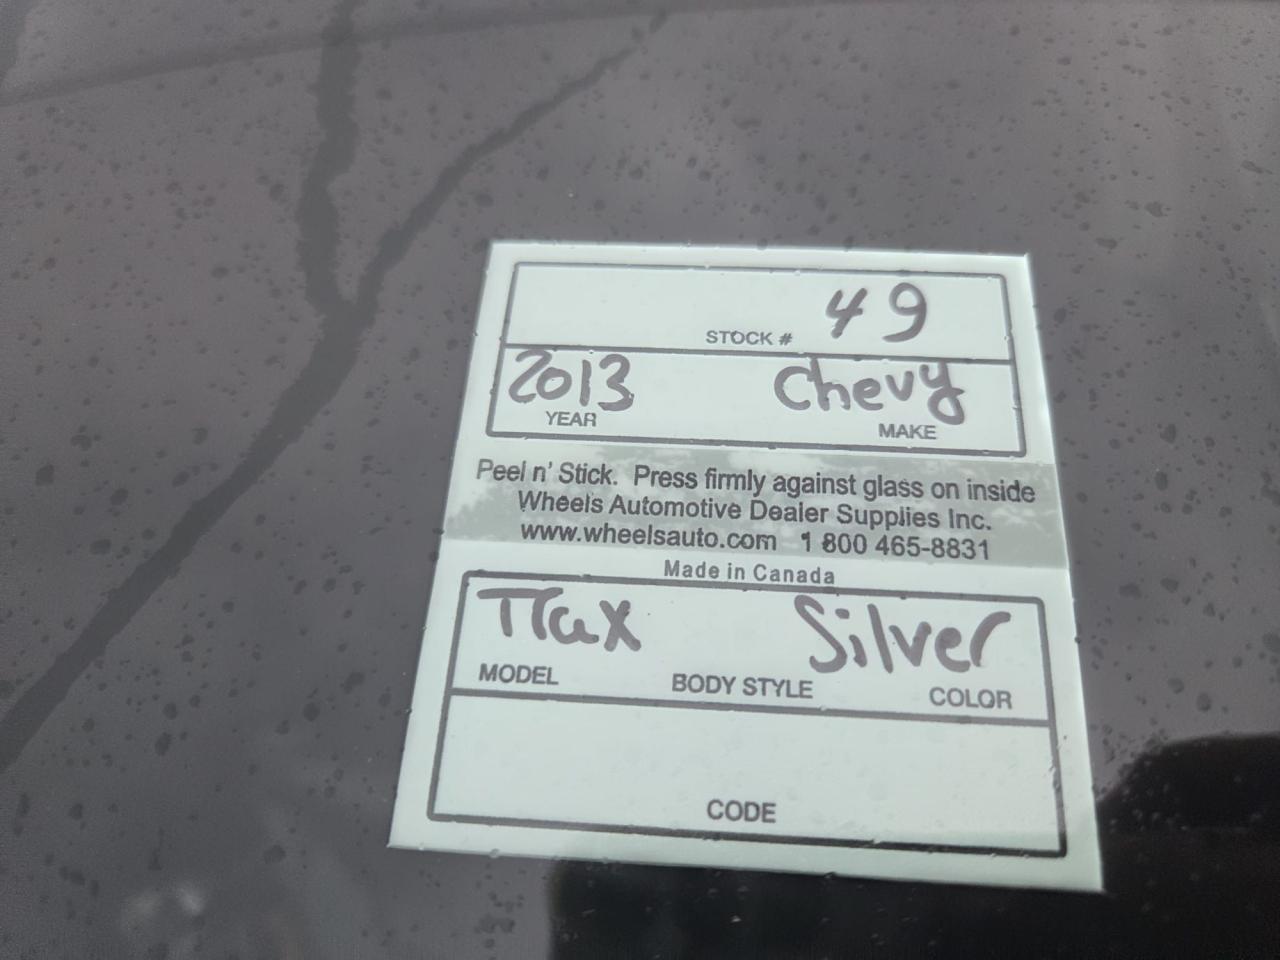 49
STOCK #
2013 Chevy
YEAR MAKE
Peel n' Stick. Press firmly against glass on inside
Wheels Automotive Dealer Supplies Inc.
www.wheelsauto.com 1 800 465-8831
Made in Canada
Trax Silver
MODEL BODY STYLE COLOR
CODE